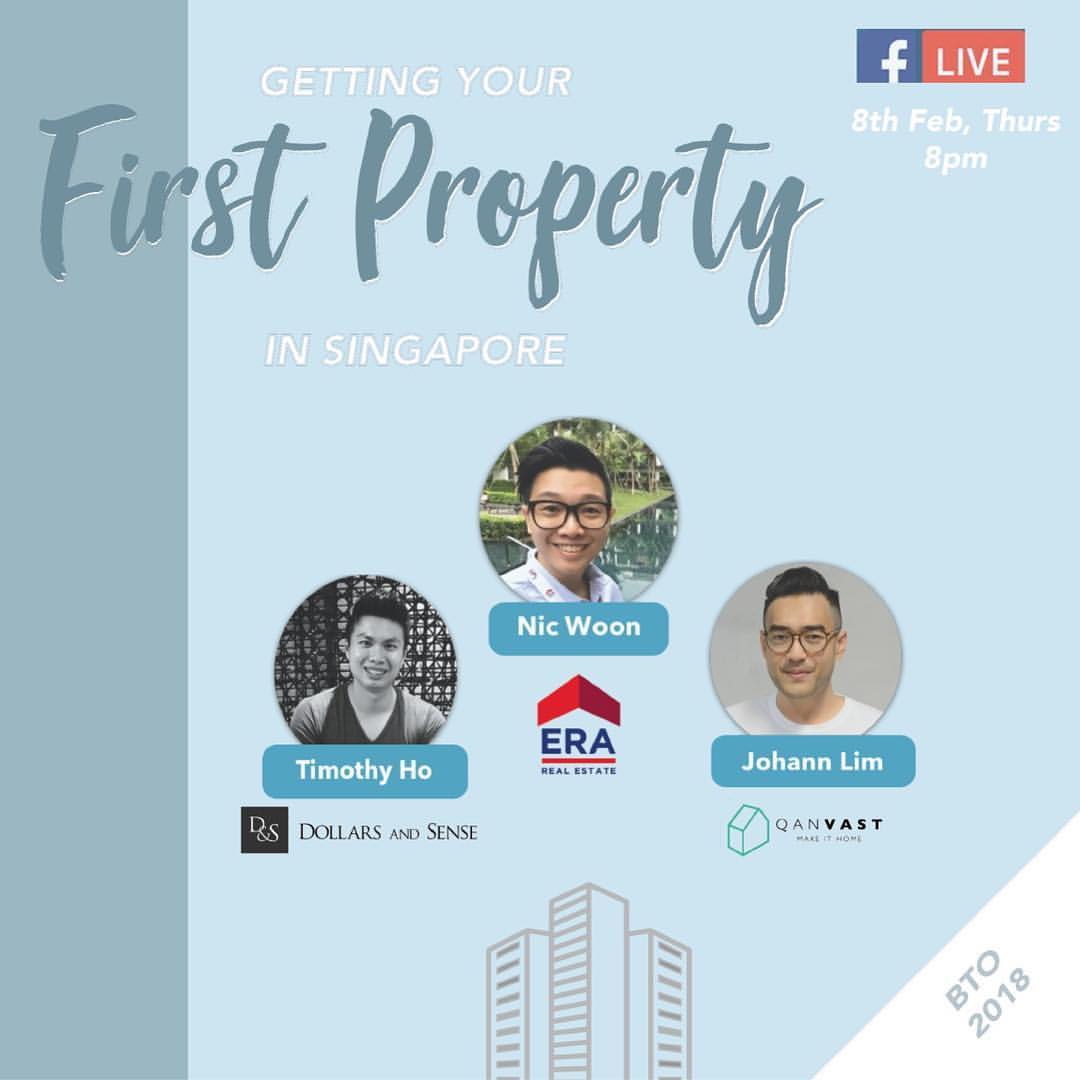 GETTING YOUR
First Property
IN SINGAPORE
f LIVE
8th Feb, Thurs
8pm
Nic Woon
ERA
REAL ESTATE
Timothy Ho
D&S DOLLARS AND SENSE
Johann Lim
QANVAST
MAKE IT HOME
BTO
2018